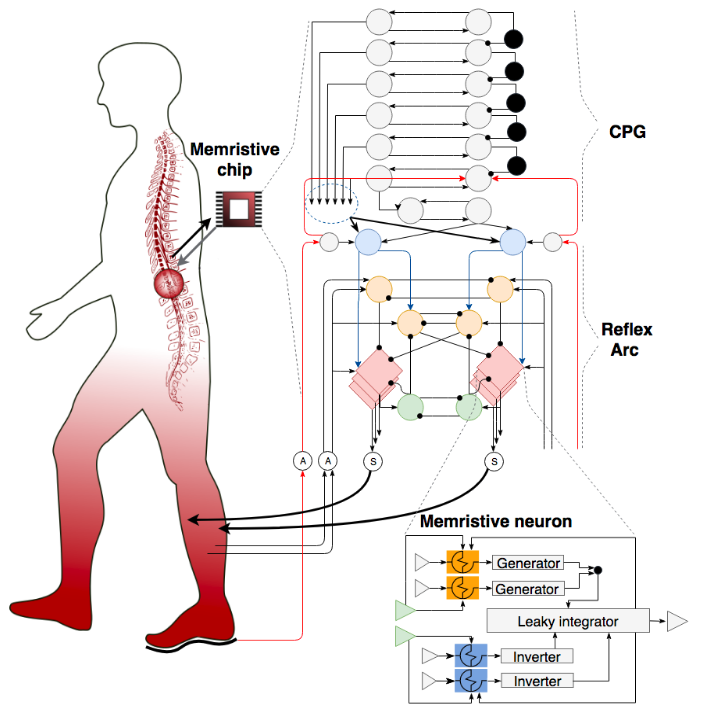 Memristive
chip
CPG
Reflex
Arc
A
A
S
S
Memristive neuron
Generator
Generator
Leaky integrator
Inverter
Inverter